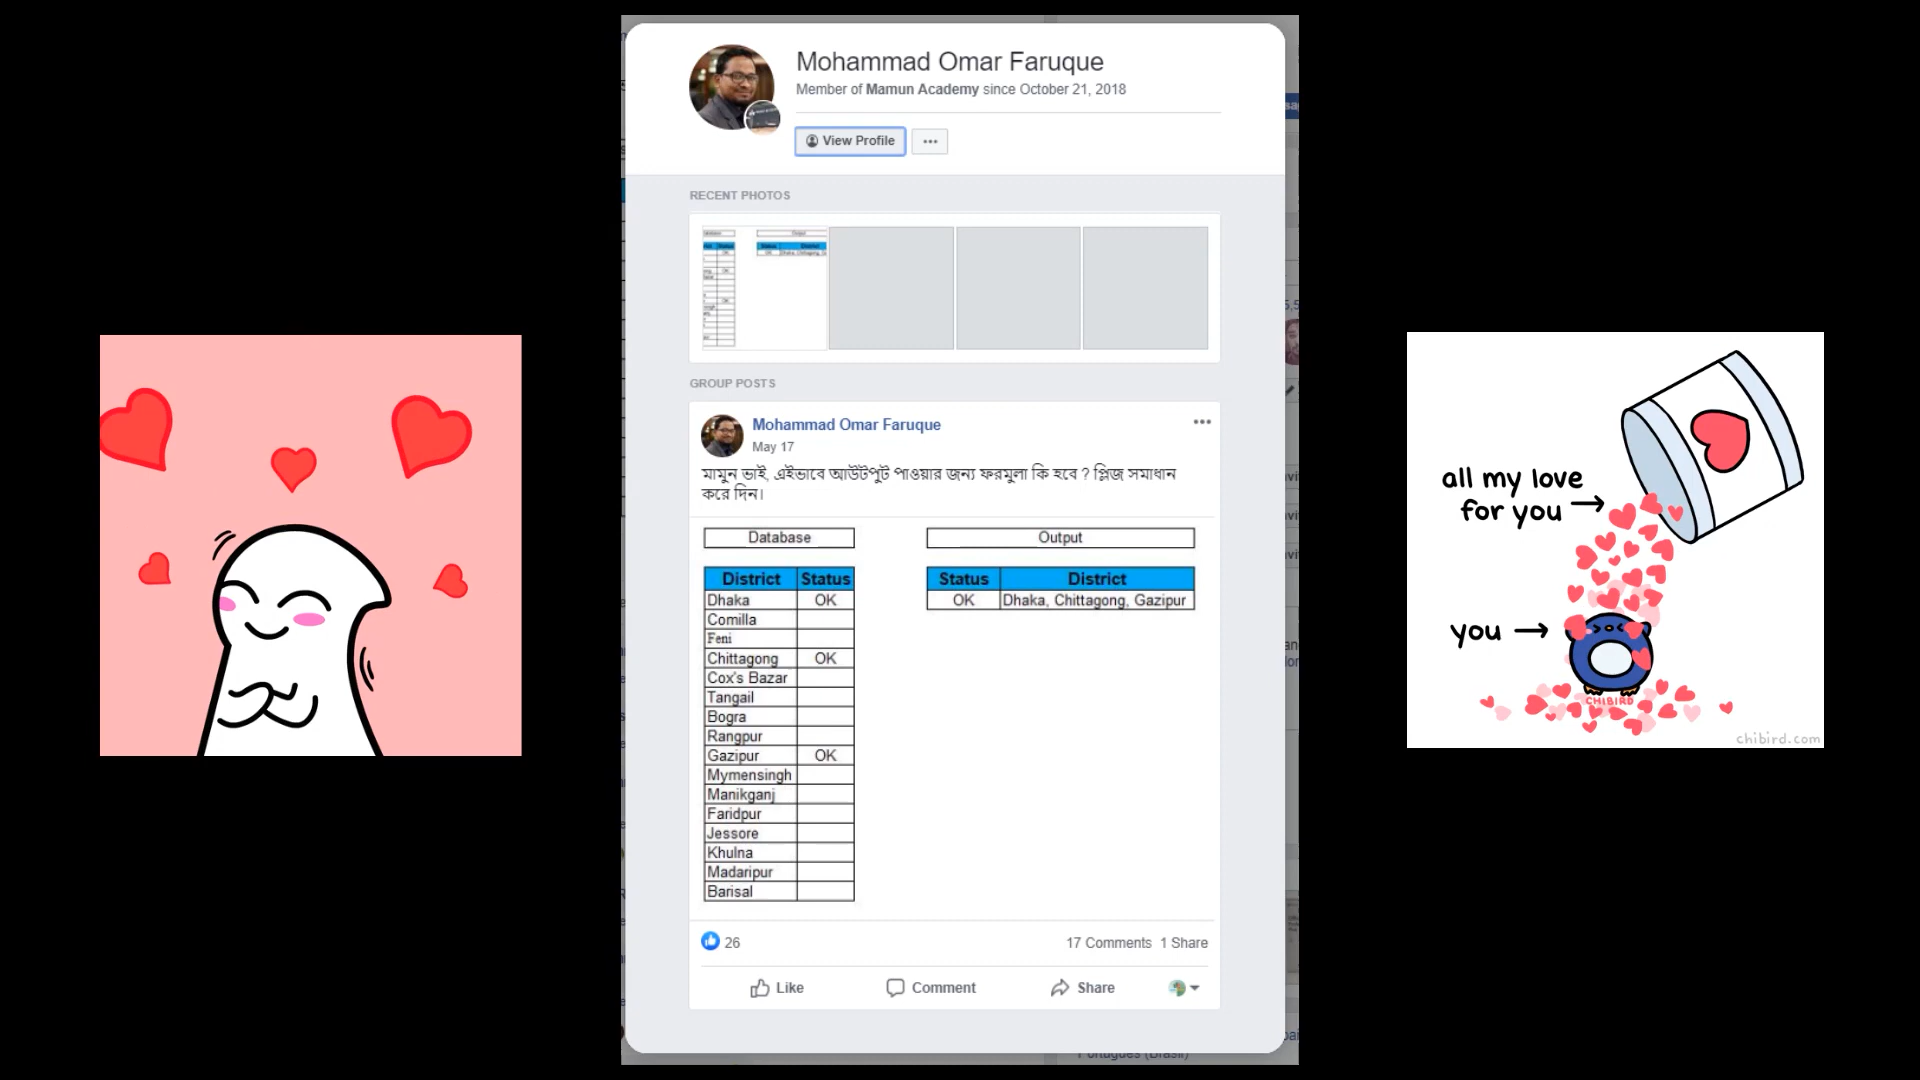 Mohammad Omar Faruque
Member of Mamun Academy since October 21, 2018
View Profile
RECENT PHOTOS
GROUP POSTS
Mohammad Omar Faruque
May 17
মামুন ভাই, এইভাবে আউটপুট পাওয়ার জন্য ফরমুলা কি হবে ? প্লিজ সমাধান
করে দিন।
Database
District Status
Dhaka OK
Comilla
Feni
Chittagong OK
Cox's Bazar
Tangail
Bogra
Rangpur
Gazipur OK
Mymensingh
Manikganj
Faridpur
Jessore
Khulna
Madaripur
Barisal
Output
Status District
OK Dhaka, Chittagong, Gazipur
26
17 Comments 1 Share
Like Comment Share
Português (Brasil)
all my love
for you
you
CHIBIRD
chibird.com